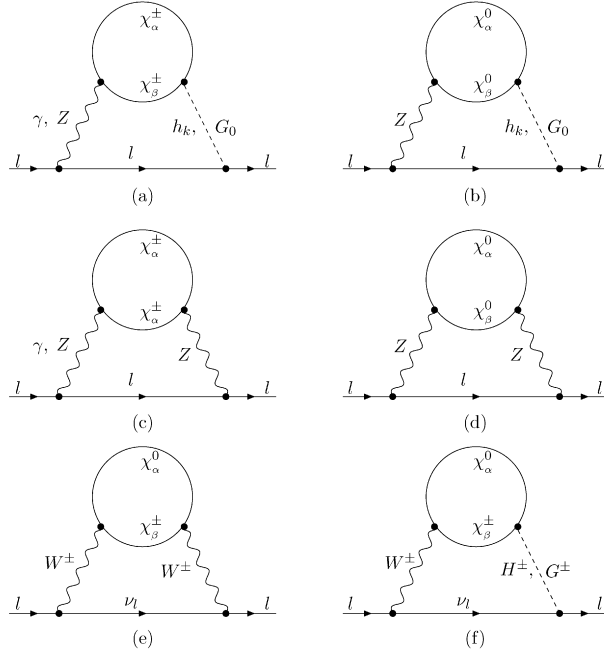 χ±α χ0α
χ±β χ0β
γ, Z hk, G0 Z hk, G0
l l l l l l
(a) (b)
χ±α χ0α
χ±α χ0β
γ, Z Z Z Z
l l l l l l
(c) (d)
χ0α χ0α
χ±β χ±β
W± W± W± H±, G±
l νl l l νl l
(e) (f)